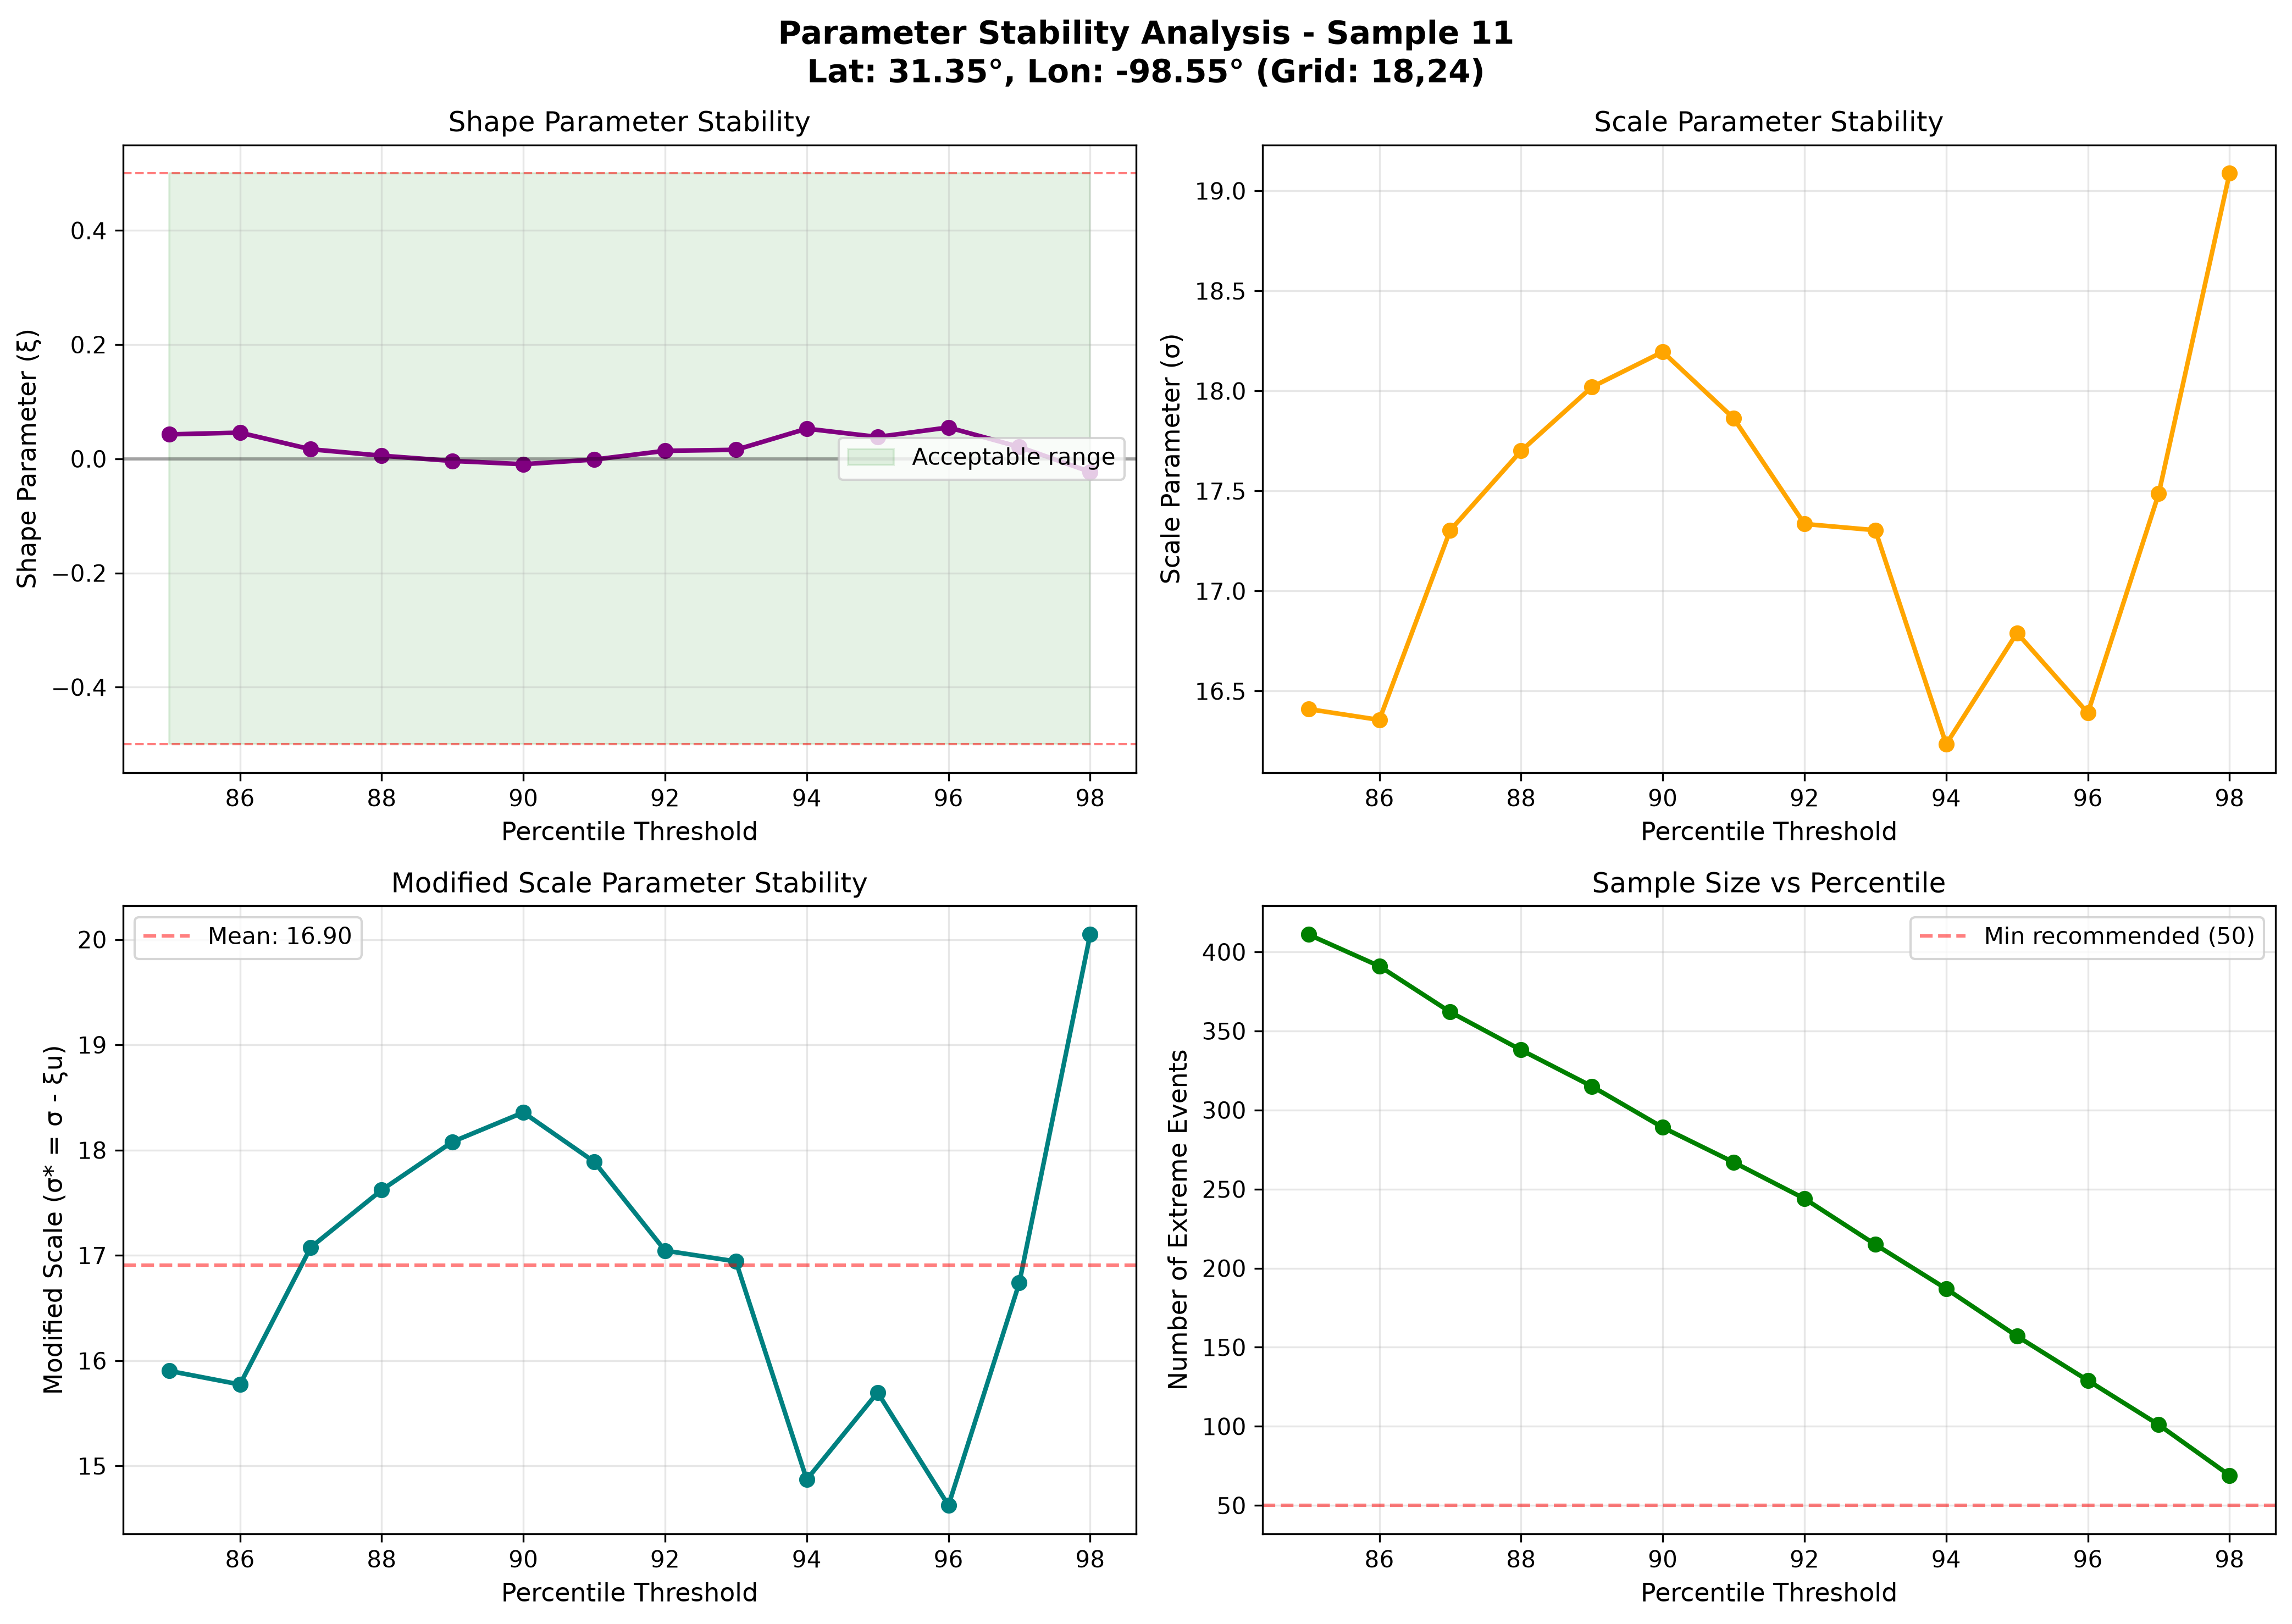 Parameter Stability Analysis - Sample 11
Lat: 31.35°, Lon: -98.55° (Grid: 18,24)
Shape Parameter Stability
Shape Parameter (ξ)
0.4
0.2
0.0
−0.2
−0.4
Acceptable range
86 88 90 92 94 96 98
Percentile Threshold
Scale Parameter Stability
Scale Parameter (σ)
19.0
18.5
18.0
17.5
17.0
16.5
86 88 90 92 94 96 98
Percentile Threshold
Modified Scale Parameter Stability
Modified Scale (σ* = σ - ξu)
Mean: 16.90
20
19
18
17
16
15
86 88 90 92 94 96 98
Percentile Threshold
Sample Size vs Percentile
Number of Extreme Events
Min recommended (50)
400
350
300
250
200
150
100
50
86 88 90 92 94 96 98
Percentile Threshold